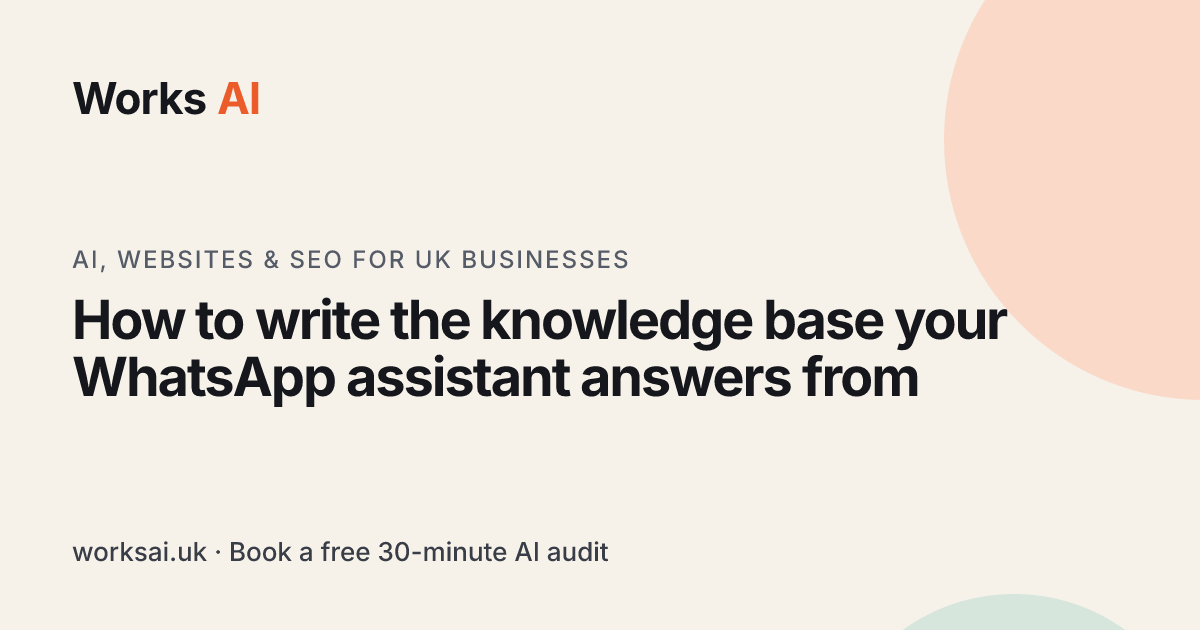 Works AI
AI, WEBSITES & SEO FOR UK BUSINESSES
How to write the knowledge base your
WhatsApp assistant answers from
worksai.uk · Book a free 30-minute AI audit